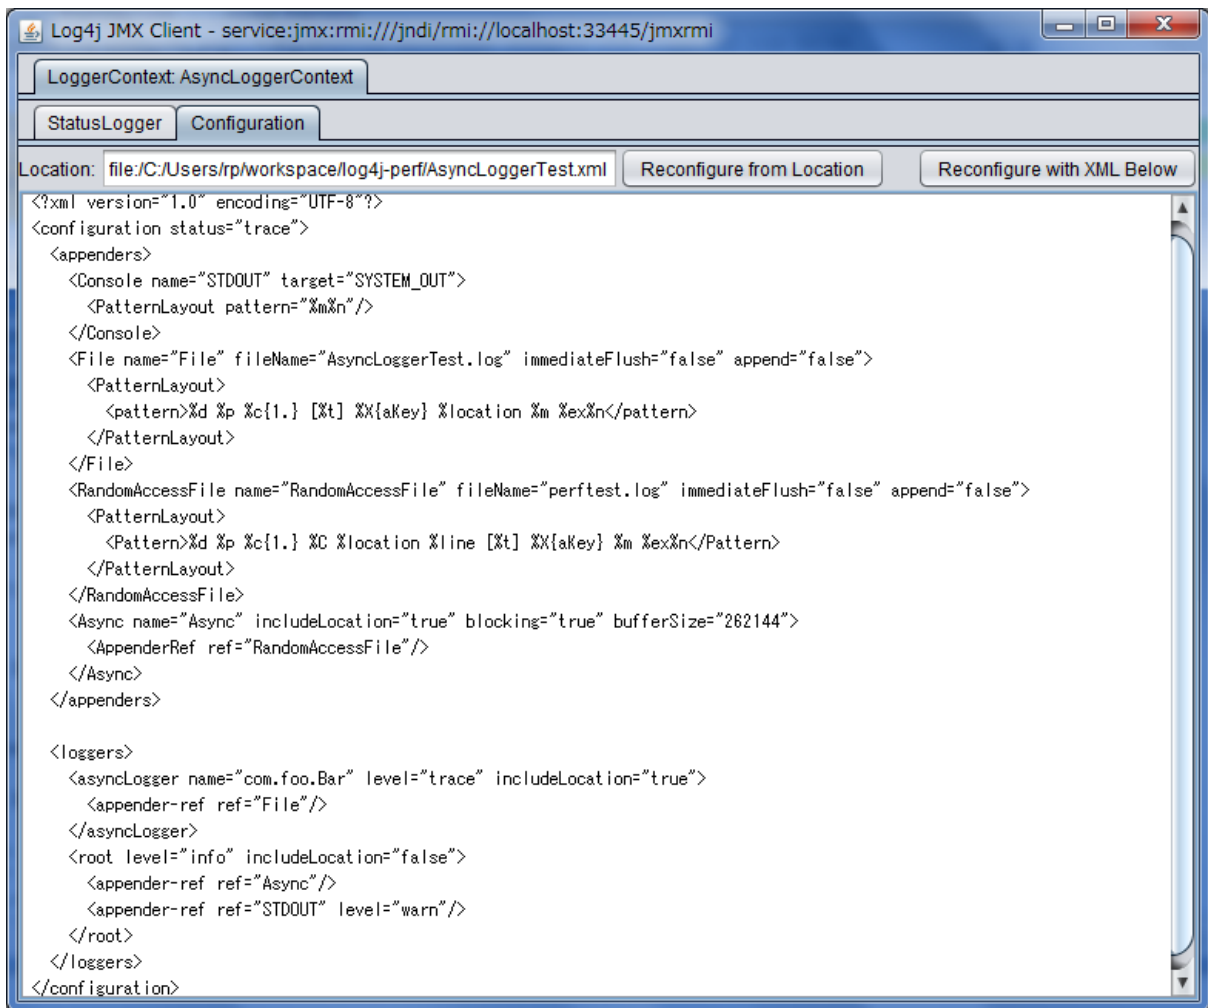 Log4j JMX Client - service:jmx:rmi:///jndi/rmi://localhost:33445/jmxrmi
LoggerContext: AsyncLoggerContext
StatusLogger Configuration
Location: file:/C:/Users/rp/workspace/log4j-perf/AsyncLoggerTest.xml Reconfigure from Location Reconfigure with XML Below
<?xml version="1.0" encoding="UTF-8"?>
<configuration status="trace">
  <appenders>
    <Console name="STDOUT" target="SYSTEM_OUT">
      <PatternLayout pattern="%m%n"/>
    </Console>
    <File name="File" fileName="AsyncLoggerTest.log" immediateFlush="false" append="false">
      <PatternLayout>
        <pattern>%d %p %c{1.} [%t] %X{aKey} %location %m %ex%n</pattern>
      </PatternLayout>
    </File>
    <RandomAccessFile name="RandomAccessFile" fileName="perftest.log" immediateFlush="false" append="false">
      <PatternLayout>
        <Pattern>%d %p %c{1.} %C %location %line [%t] %X{aKey} %m %ex%n</Pattern>
      </PatternLayout>
    </RandomAccessFile>
    <Async name="Async" includeLocation="true" blocking="true" bufferSize="262144">
      <AppenderRef ref="RandomAccessFile"/>
    </Async>
  </appenders>

  <loggers>
    <asyncLogger name="com.foo.Bar" level="trace" includeLocation="true">
      <appender-ref ref="File"/>
    </asyncLogger>
    <root level="info" includeLocation="false">
      <appender-ref ref="Async"/>
      <appender-ref ref="STDOUT" level="warn"/>
    </root>
  </loggers>
</configuration>